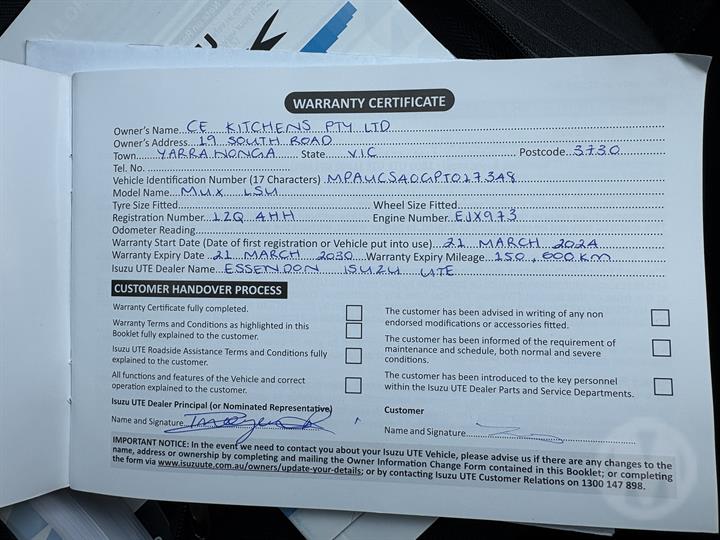 WARRANTY CERTIFICATE
Owner's Name CE KITCHENS PTY LTD
Owner's Address 19 SOUTH ROAD
Town YARRAWONGA State VIC Postcode 3730
Tel. No.
Vehicle Identification Number (17 Characters) MPAUCS40GPT017348
Model Name MUX LSU
Tyre Size Fitted Wheel Size Fitted
Registration Number 1ZQ 4HH Engine Number EJX973
Odometer Reading
Warranty Start Date (Date of first registration or Vehicle put into use) 21 MARCH 2024
Warranty Expiry Date 21 MARCH 2030 Warranty Expiry Mileage 150,000KM
Isuzu UTE Dealer Name ESSENDON ISUZU UTE
CUSTOMER HANDOVER PROCESS
Warranty Certificate fully completed.
Warranty Terms and Conditions as highlighted in this
Booklet fully explained to the customer.
Isuzu UTE Roadside Assistance Terms and Conditions fully
explained to the customer.
All functions and features of the Vehicle and correct
operation explained to the customer.
The customer has been advised in writing of any non
endorsed modifications or accessories fitted.
The customer has been informed of the requirement of
maintenance and schedule, both normal and severe
conditions.
The customer has been introduced to the key personnel
within the Isuzu UTE Dealer Parts and Service Departments.
Isuzu UTE Dealer Principal (or Nominated Representative)
Name and Signature
Customer
Name and Signature
IMPORTANT NOTICE: In the event we need to contact you about your Isuzu UTE Vehicle, please advise us if there are any changes to the
name, address or ownership by completing and mailing the Owner Information Change Form contained in this Booklet; or completing
the form via www.isuzuute.com.au/owners/update-your-details; or by contacting Isuzu UTE Customer Relations on 1300 147 898.